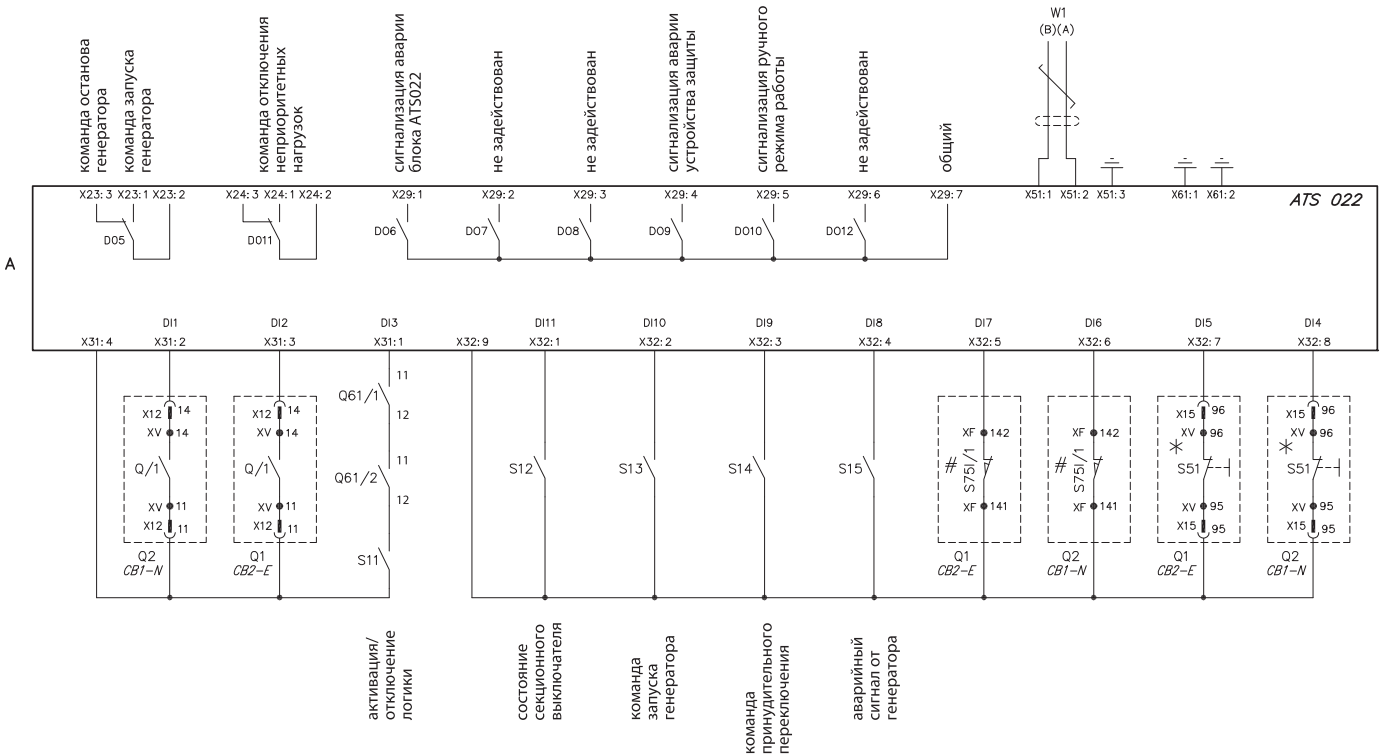 W1
(B)(A)
команда останова
генератора
команда запуска
генератора
команда отключения
неприоритетных
нагрузок
сигнализация аварии
блока ATS022
не задействован
не задействован
сигнализация аварии
устройства защиты
сигнализация ручного
режима работы
не задействован
общий
X23:3 X23:1 X23:2 X24:3 X24:1 X24:2 X29:1 X29:2 X29:3 X29:4 X29:5 X29:6 X29:7 X51:1 X51:2 X51:3 X61:1 X61:2
ATS 022
DO5 DO11 DO6 DO7 DO8 DO9 DO10 DO12
A
DI1 DI2 DI3 DI11 DI10 DI9 DI8 DI7 DI6 DI5 DI4
X31:4 X31:2 X31:3 X31:1 X32:9 X32:1 X32:2 X32:3 X32:4 X32:5 X32:6 X32:7 X32:8
11
Q61/1
12
X12 14 X12 14 X15 96 X15 96
XV 14 XV 14 XF 142 XF 142 XV 96 XV 96
* *
11
Q/1 Q/1 Q61/2 S12 S13 S14 S15 # S75I/1 # S75I/1 S51 S51
12
XV 11 XV 11 XF 141 XF 141 XV 95 XV 95
X12 11 X12 11 X15 95 X15 95
Q2 Q1 S11 Q1 Q2 Q1 Q2
CB1-N CB2-E CB2-E CB1-N CB2-E CB1-N
активация/
отключение
логики
состояние
секционного
выключателя
команда
запуска
генератора
команда
принудительного
переключения
аварийный
сигнал от
генератора